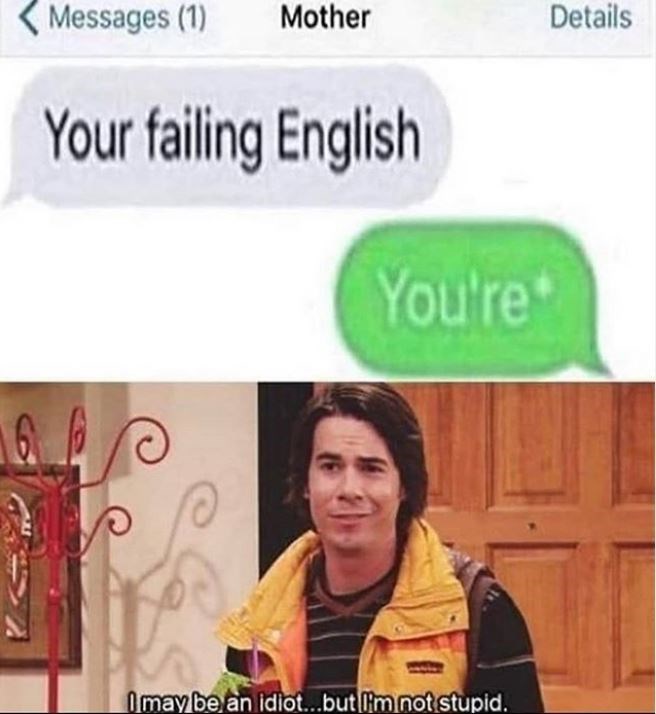 Messages (1) Mother Details
Your failing English
You're*
I may be an idiot...but I'm not stupid.